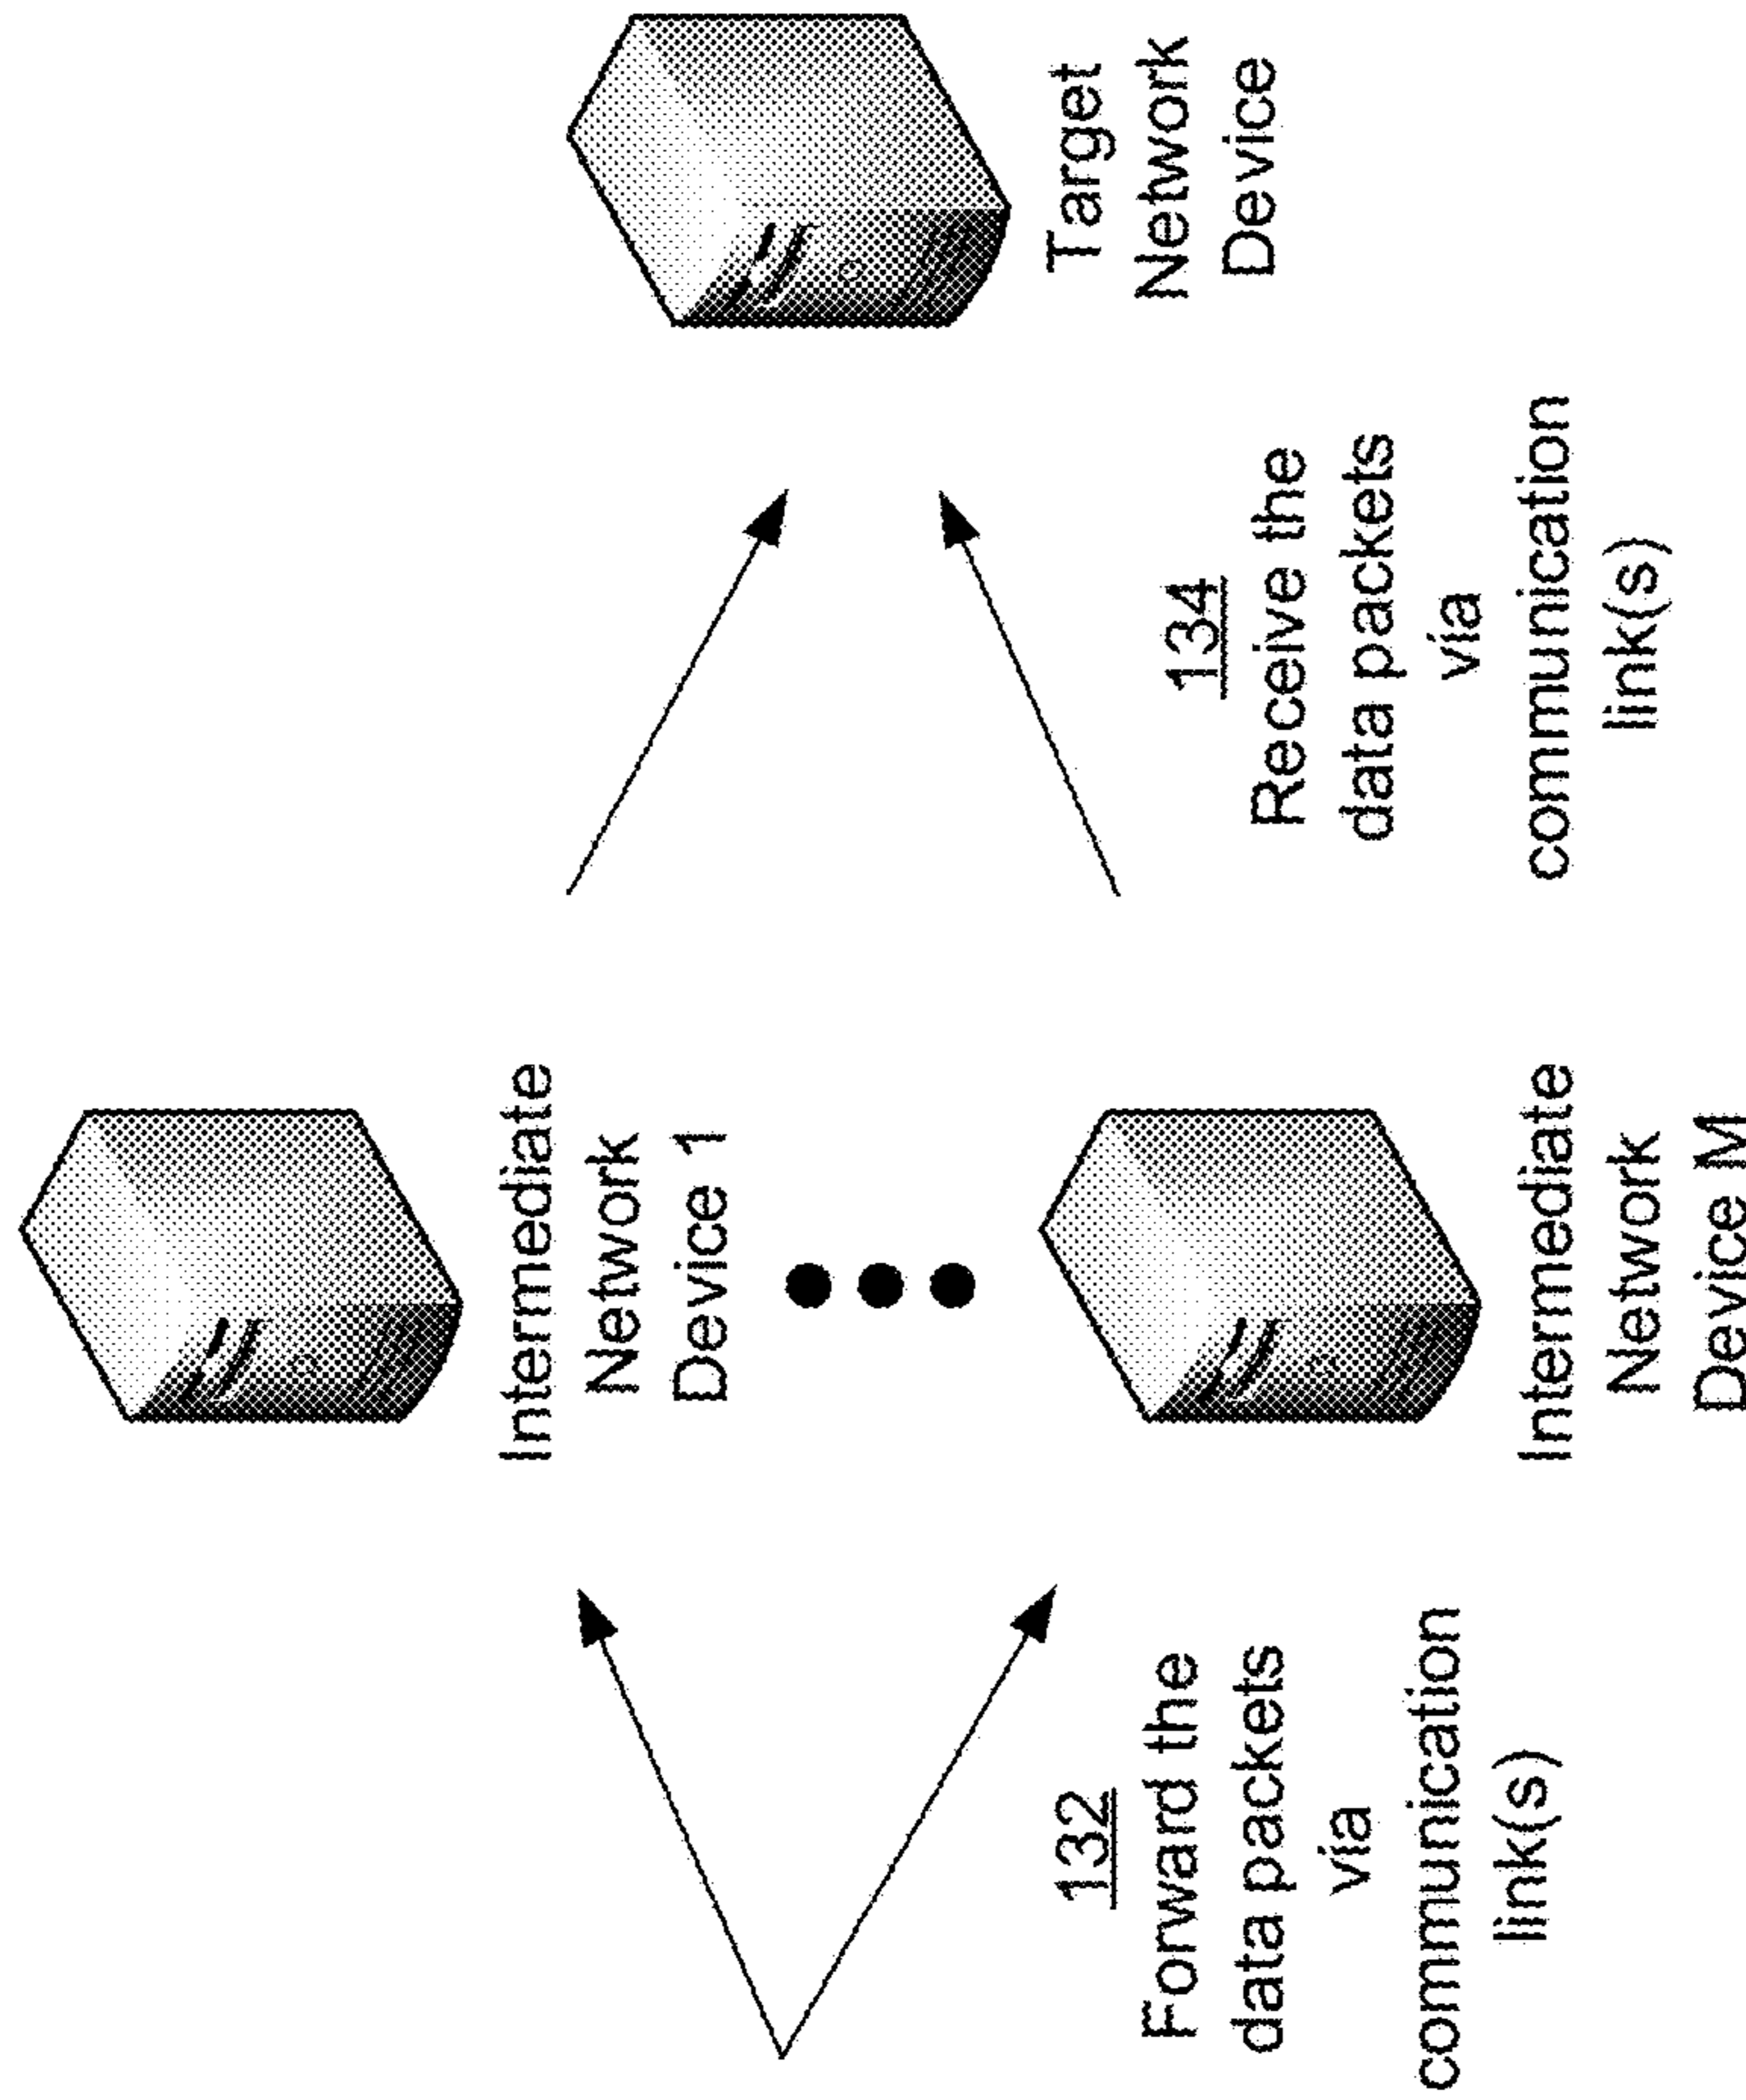 132
Forward the
data packets
via
communication
link(s)
Intermediate
Network
Device 1
Intermediate
Network
Device M
134
Receive the
data packets
via
communication
link(s)
Target
Network
Device